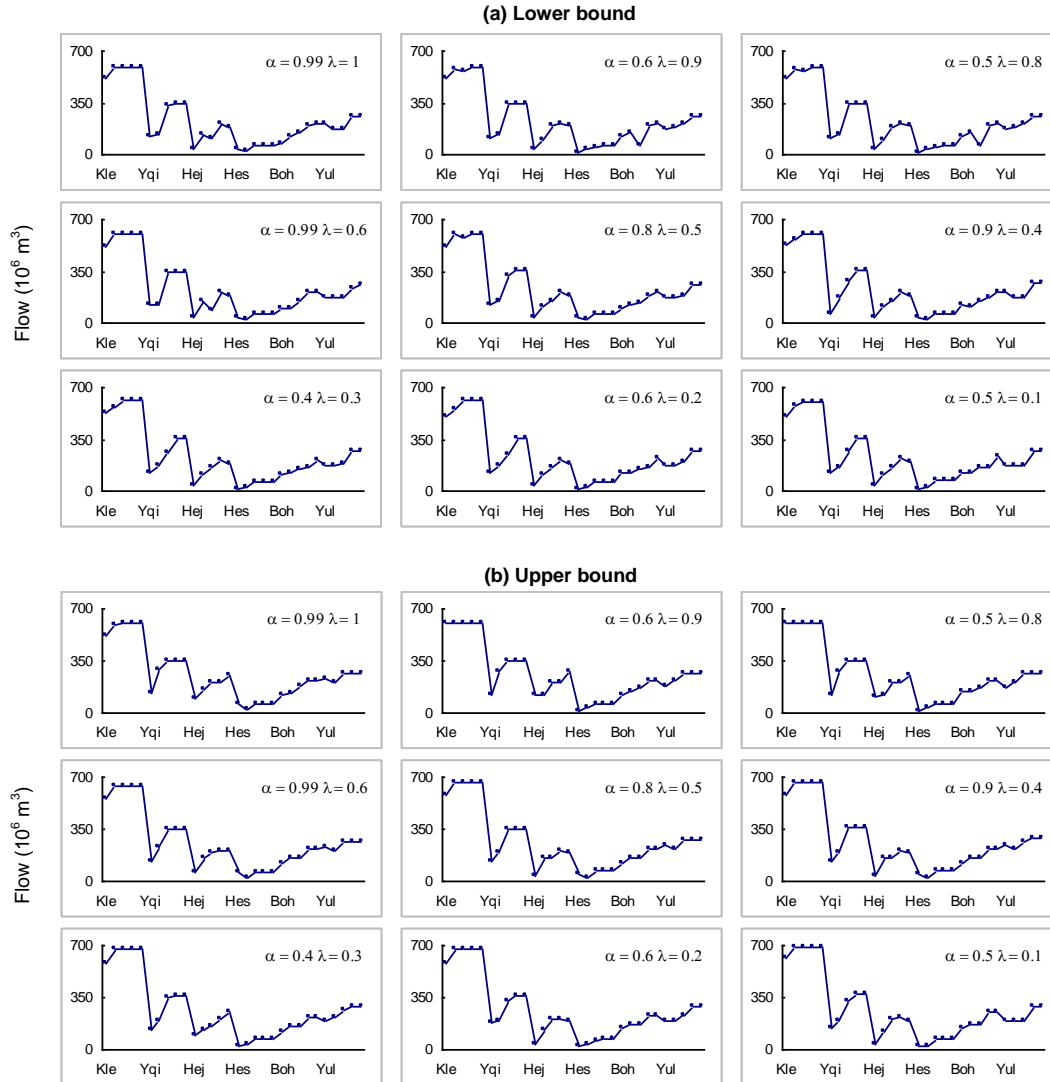 (a) Lower bound
Flow (10⁶ m³)
700
350
0
α = 0.99 λ = 1
Kle Yqi Hej Hes Boh Yul
700
350
0
α = 0.6 λ = 0.9
Kle Yqi Hej Hes Boh Yul
700
350
0
α = 0.5 λ = 0.8
Kle Yqi Hej Hes Boh Yul
700
350
0
α = 0.99 λ = 0.6
Kle Yqi Hej Hes Boh Yul
700
350
0
α = 0.8 λ = 0.5
Kle Yqi Hej Hes Boh Yul
700
350
0
α = 0.9 λ = 0.4
Kle Yqi Hej Hes Boh Yul
700
350
0
α = 0.4 λ = 0.3
Kle Yqi Hej Hes Boh Yul
700
350
0
α = 0.6 λ = 0.2
Kle Yqi Hej Hes Boh Yul
700
350
0
α = 0.5 λ = 0.1
Kle Yqi Hej Hes Boh Yul
(b) Upper bound
Flow (10⁶ m³)
700
350
0
α = 0.99 λ = 1
Kle Yqi Hej Hes Boh Yul
700
350
0
α = 0.6 λ = 0.9
Kle Yqi Hej Hes Boh Yul
700
350
0
α = 0.5 λ = 0.8
Kle Yqi Hej Hes Boh Yul
700
350
0
α = 0.99 λ = 0.6
Kle Yqi Hej Hes Boh Yul
700
350
0
α = 0.8 λ = 0.5
Kle Yqi Hej Hes Boh Yul
700
350
0
α = 0.9 λ = 0.4
Kle Yqi Hej Hes Boh Yul
700
350
0
α = 0.4 λ = 0.3
Kle Yqi Hej Hes Boh Yul
700
350
0
α = 0.6 λ = 0.2
Kle Yqi Hej Hes Boh Yul
700
350
0
α = 0.5 λ = 0.1
Kle Yqi Hej Hes Boh Yul